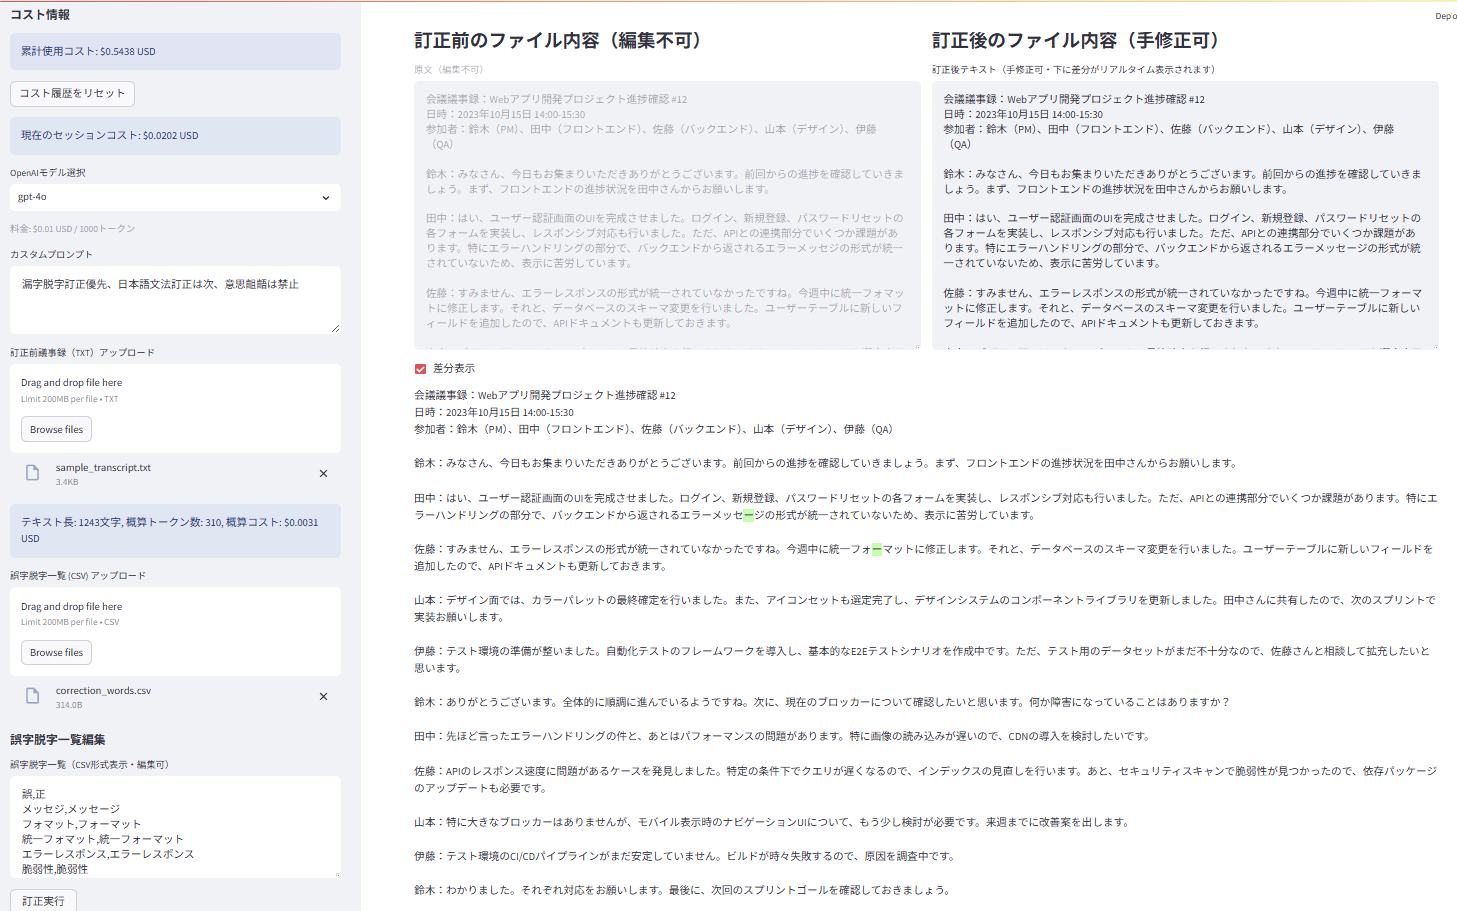 コスト情報
累計使用コスト: $0.5438 USD
コスト履歴をリセット
現在のセッションコスト: $0.0202 USD
OpenAIモデル選択
gpt-4o
料金: $0.01 USD / 1000トークン
カスタムプロンプト
漏字脱字訂正優先、日本語文法訂正は次、意思齟齬は禁止
訂正前議事録（TXT）アップロード
Drag and drop file here
Limit 200MB per file • TXT
Browse files
sample_transcript.txt
3.4KB
テキスト長: 1243文字, 概算トークン数: 310, 概算コスト: $0.0031
USD
誤字脱字一覧 (CSV) アップロード
Drag and drop file here
Limit 200MB per file • CSV
Browse files
correction_words.csv
314.0B
誤字脱字一覧編集
誤字脱字一覧（CSV形式表示・編集可）
誤,正
メッセジ,メッセージ
フォマット,フォーマット
統一フォマット,統一フォーマット
エラーレスポンス,エラーレスポンス
脆弱性,脆弱性
訂正実行
Depo
訂正前のファイル内容（編集不可）
原文（編集不可）
会議議事録：Webアプリ開発プロジェクト進捗確認 #12
日時：2023年10月15日 14:00-15:30
参加者：鈴木（PM）、田中（フロントエンド）、佐藤（バックエンド）、山本（デザイン）、伊藤
（QA）
鈴木：みなさん、今日もお集まりいただきありがとうございます。前回からの進捗を確認していきま
しょう。まず、フロントエンドの進捗状況を田中さんからお願いします。
田中：はい、ユーザー認証画面のUIを完成させました。ログイン、新規登録、パスワードリセットの
各フォームを実装し、レスポンシブ対応も行いました。ただ、APIとの連携部分でいくつか課題があ
ります。特にエラーハンドリングの部分で、バックエンドから返されるエラーメッセジの形式が統一
されていないため、表示に苦労しています。
佐藤：すみません、エラーレスポンスの形式が統一されていなかったですね。今週中に統一フォマッ
トに修正します。それと、データベースのスキーマ変更を行いました。ユーザーテーブルに新しいフ
ィールドを追加したので、APIドキュメントも更新しておきます。
訂正後のファイル内容（手修正可）
訂正後テキスト（手修正可・下に差分がリアルタイム表示されます）
会議議事録：Webアプリ開発プロジェクト進捗確認 #12
日時：2023年10月15日 14:00-15:30
参加者：鈴木（PM）、田中（フロントエンド）、佐藤（バックエンド）、山本（デザイン）、伊藤
（QA）
鈴木：みなさん、今日もお集まりいただきありがとうございます。前回からの進捗を確認していきま
しょう。まず、フロントエンドの進捗状況を田中さんからお願いします。
田中：はい、ユーザー認証画面のUIを完成させました。ログイン、新規登録、パスワードリセットの
各フォームを実装し、レスポンシブ対応も行いました。ただ、APIとの連携部分でいくつか課題があ
ります。特にエラーハンドリングの部分で、バックエンドから返されるエラーメッセージの形式が統
一されていないため、表示に苦労しています。
佐藤：すみません、エラーレスポンスの形式が統一されていなかったですね。今週中に統一フォーマ
ットに修正します。それと、データベースのスキーマ変更を行いました。ユーザーテーブルに新しい
フィールドを追加したので、APIドキュメントも更新しておきます。
差分表示
会議議事録：Webアプリ開発プロジェクト進捗確認 #12
日時：2023年10月15日 14:00-15:30
参加者：鈴木（PM）、田中（フロントエンド）、佐藤（バックエンド）、山本（デザイン）、伊藤（QA）
鈴木：みなさん、今日もお集まりいただきありがとうございます。前回からの進捗を確認していきましょう。まず、フロントエンドの進捗状況を田中さんからお願いします。
田中：はい、ユーザー認証画面のUIを完成させました。ログイン、新規登録、パスワードリセットの各フォームを実装し、レスポンシブ対応も行いました。ただ、APIとの連携部分でいくつか課題があります。特にエ
ラーハンドリングの部分で、バックエンドから返されるエラーメッセージの形式が統一されていないため、表示に苦労しています。
佐藤：すみません、エラーレスポンスの形式が統一されていなかったですね。今週中に統一フォーマットに修正します。それと、データベースのスキーマ変更を行いました。ユーザーテーブルに新しいフィールドを
追加したので、APIドキュメントも更新しておきます。
山本：デザイン面では、カラーパレットの最終確定を行いました。また、アイコンセットも選定完了し、デザインシステムのコンポーネントライブラリを更新しました。田中さんに共有したので、次のスプリントで
実装お願いします。
伊藤：テスト環境の準備が整いました。自動化テストのフレームワークを導入し、基本的なE2Eテストシナリオを作成中です。ただ、テスト用のデータセットがまだ不十分なので、佐藤さんと相談して拡充したいと
思います。
鈴木：ありがとうございます。全体的に順調に進んでいるようですね。次に、現在のブロッカーについて確認したいと思います。何か障害になっていることはありますか？
田中：先ほど言ったエラーハンドリングの件と、あとはパフォーマンスの問題があります。特に画像の読み込みが遅いので、CDNの導入を検討したいです。
佐藤：APIのレスポンス速度に問題があるケースを発見しました。特定の条件下でクエリが遅くなるので、インデックスの見直しを行います。あと、セキュリティスキャンで脆弱性が見つかったので、依存パッケージ
のアップデートも必要です。
山本：特に大きなブロッカーはありませんが、モバイル表示時のナビゲーションUIについて、もう少し検討が必要です。来週までに改善案を出します。
伊藤：テスト環境のCI/CDパイプラインがまだ安定していません。ビルドが時々失敗するので、原因を調査中です。
鈴木：わかりました。それぞれ対応をお願いします。最後に、次回のスプリントゴールを確認しておきましょう。